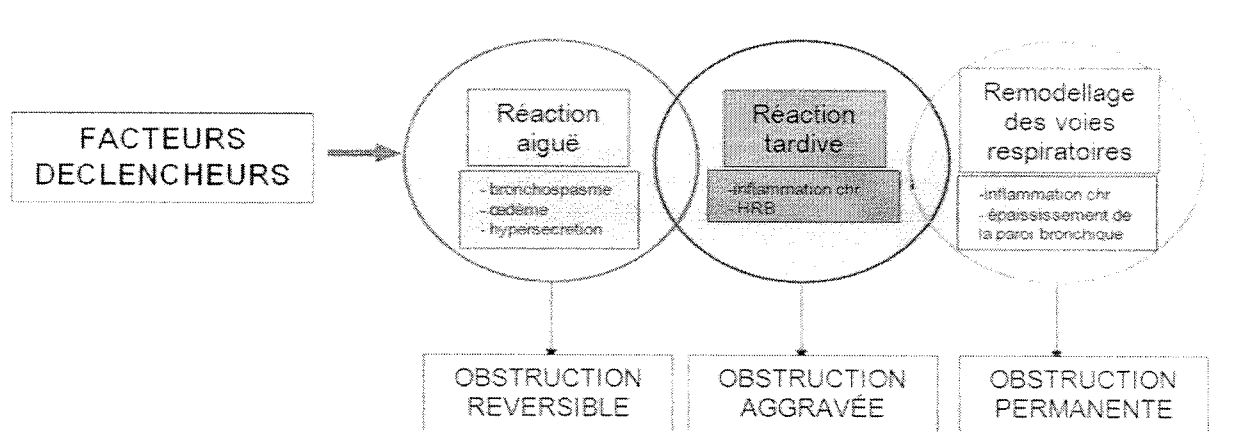 FACTEURS
DECLENCHEURS
Réaction
aiguë
- bronchospasme
- œdème
- hypersecretion
Réaction
tardive
-inflammation chr
- HRB
Remodellage
des voies
respiratoires
-inflammation chr
- épaississement de
la paroi bronchique
OBSTRUCTION
REVERSIBLE
OBSTRUCTION
AGGRAVÉE
OBSTRUCTION
PERMANENTE